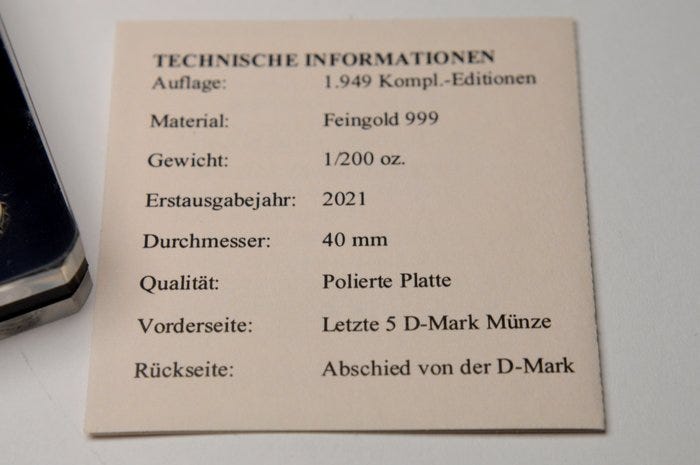 TECHNISCHE INFORMATIONEN
Auflage: 1.949 Kompl.-Editionen
Material: Feingold 999
Gewicht: 1/200 oz.
Erstausgabejahr: 2021
Durchmesser: 40 mm
Qualität: Polierte Platte
Vorderseite: Letzte 5 D-Mark Münze
Rückseite: Abschied von der D-Mark